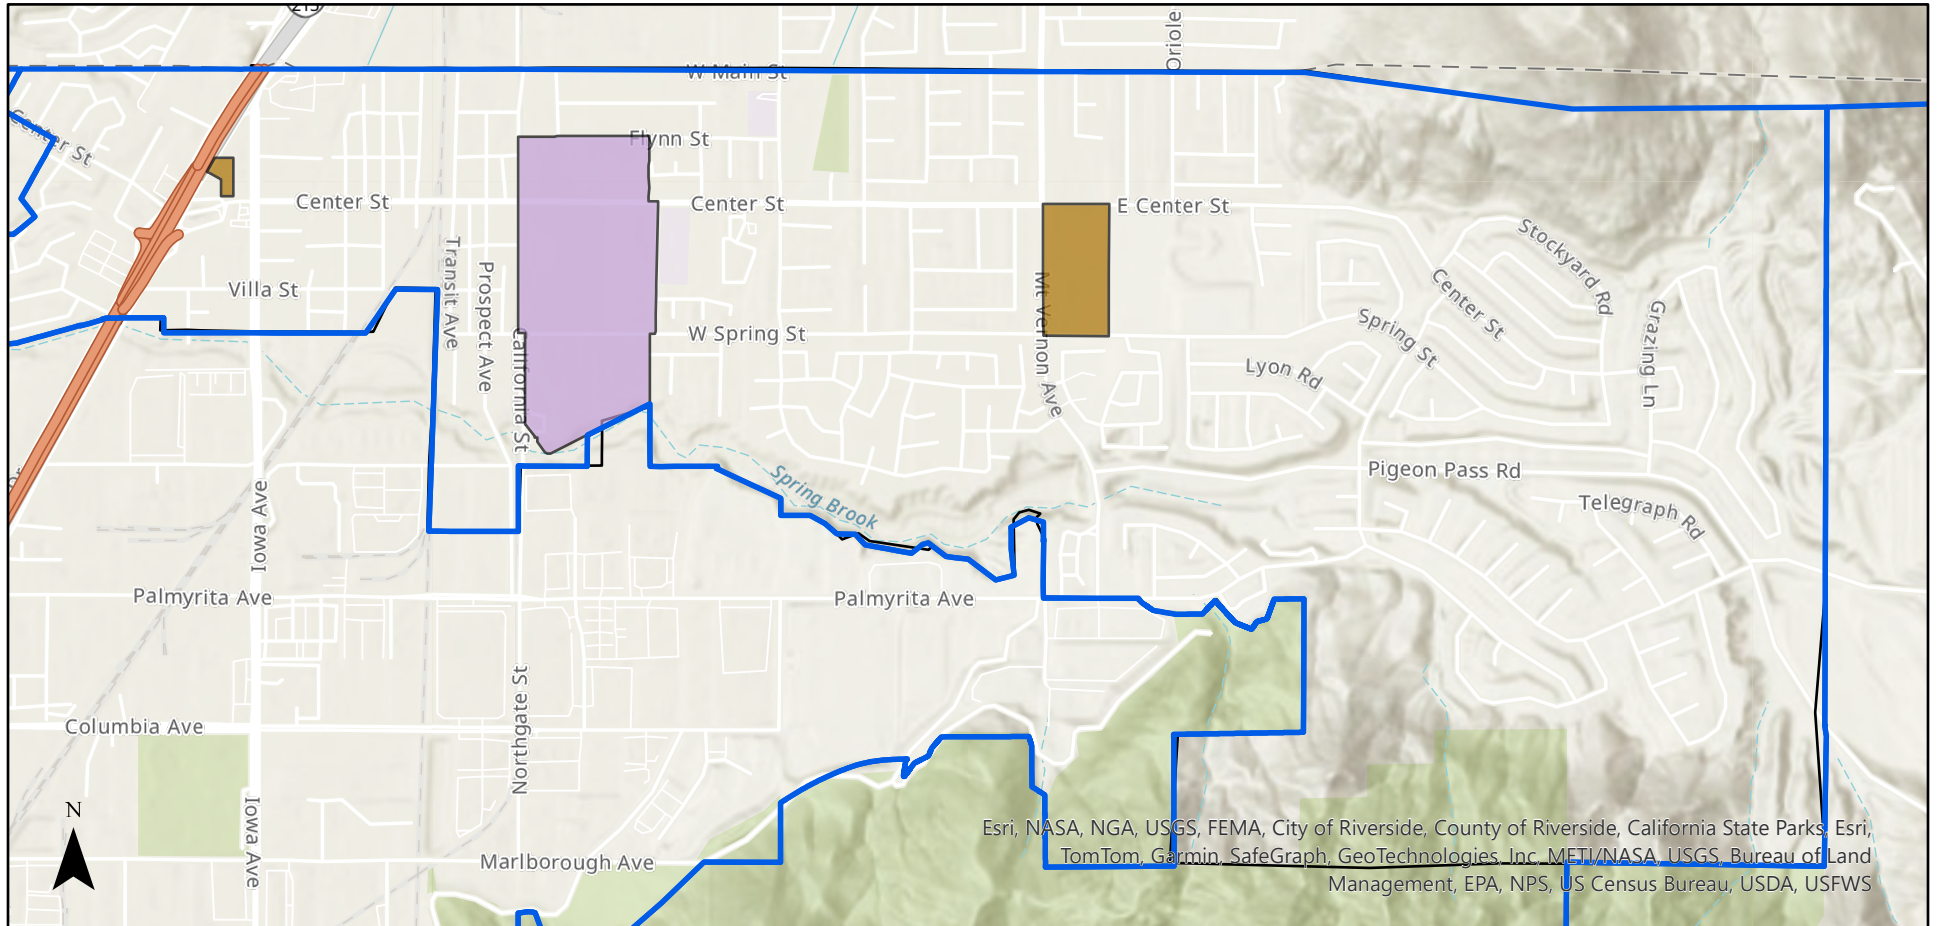 215
Oriole
W Main St
Center St
Flynn St
Center St
Center St
E Center St
Stockyard Rd
Transit Ave
Prospect Ave
Villa St
Center St
Grazing Ln
Mt Vernon Ave
Spring St
California St
W Spring St
Lyon Rd
Pigeon Pass Rd
Spring Brook
Telegraph Rd
Iowa Ave
Palmyrita Ave
Palmyrita Ave
Northgate St
Columbia Ave
N
Iowa Ave
Marlborough Ave
Esri, NASA, NGA, USGS, FEMA, City of Riverside, County of Riverside, California State Parks, Esri,
TomTom, Garmin, SafeGraph, GeoTechnologies, Inc, METI/NASA, USGS, Bureau of Land
Management, EPA, NPS, US Census Bureau, USDA, USFWS